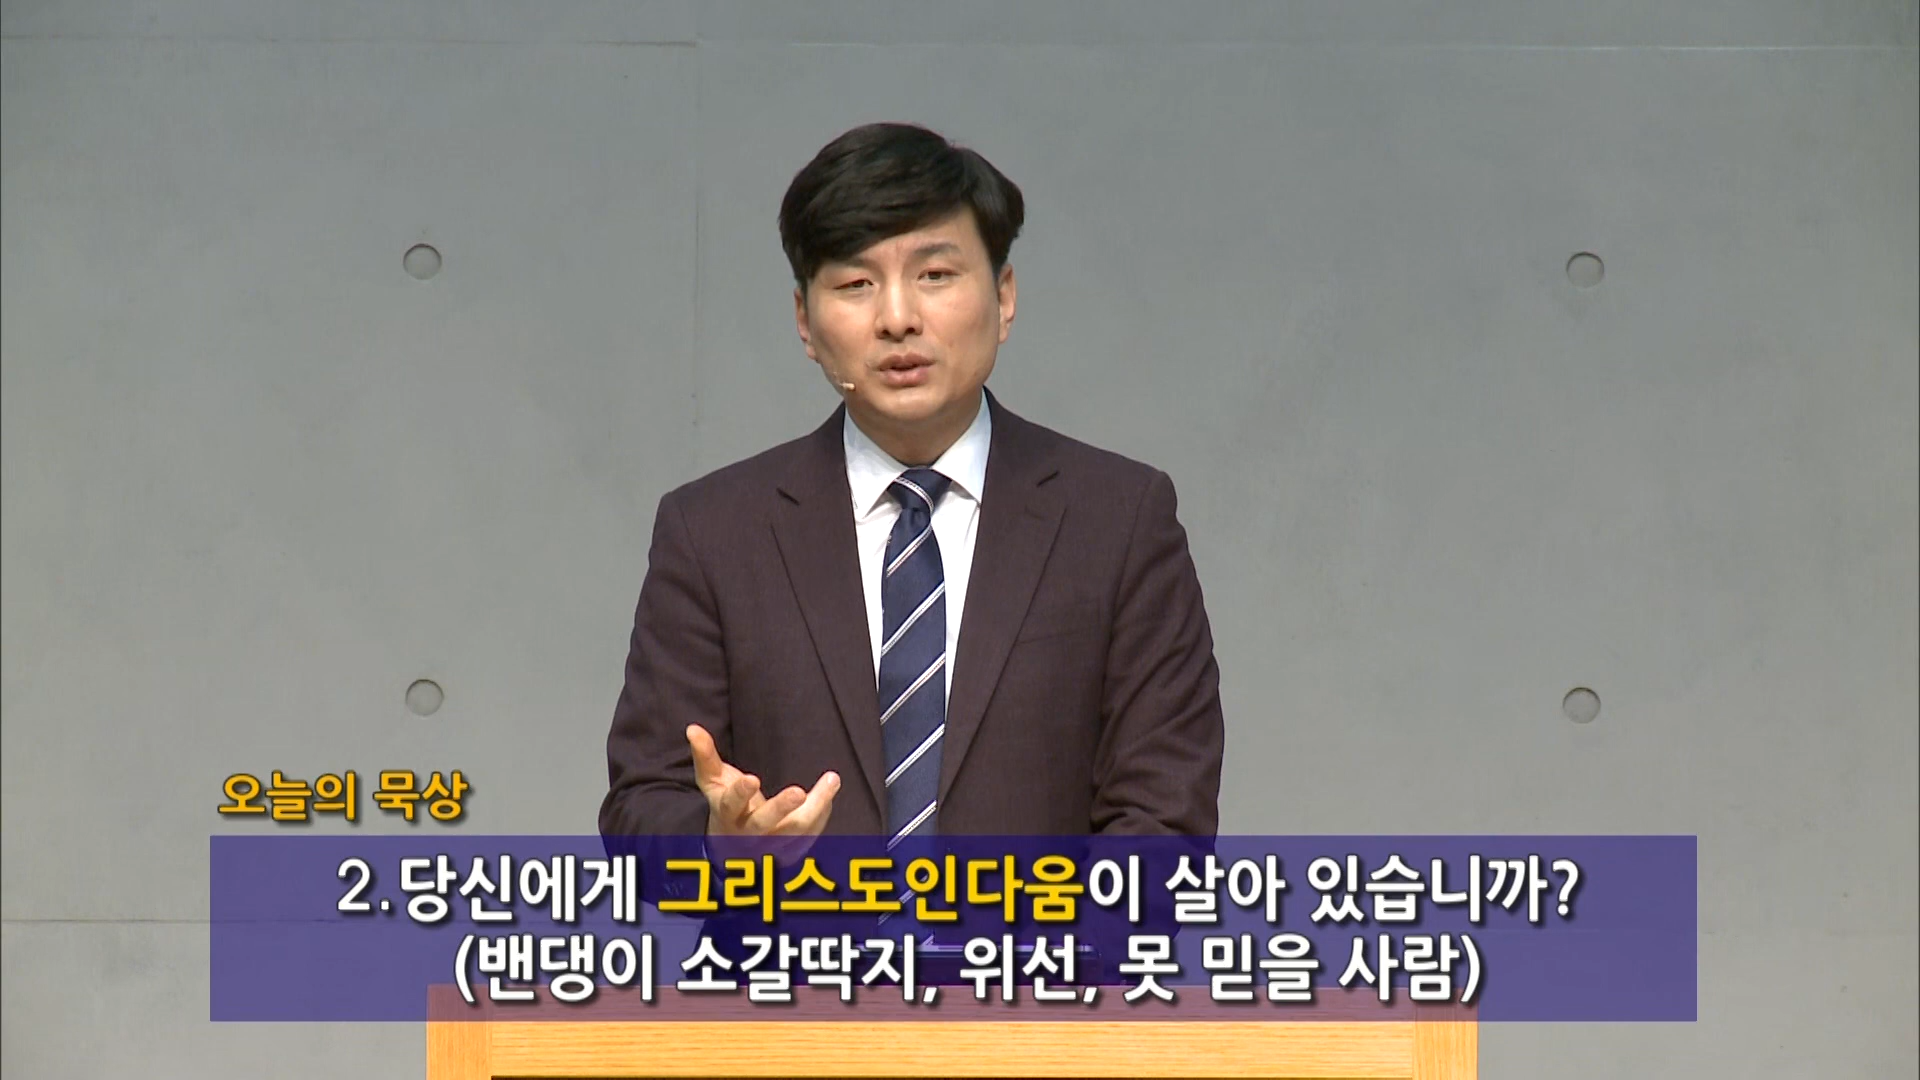 오늘의 묵상
2.당신에게 그리스도인다움이 살아 있습니까?
(밴댕이 소갈딱지, 위선, 못 믿을 사람)